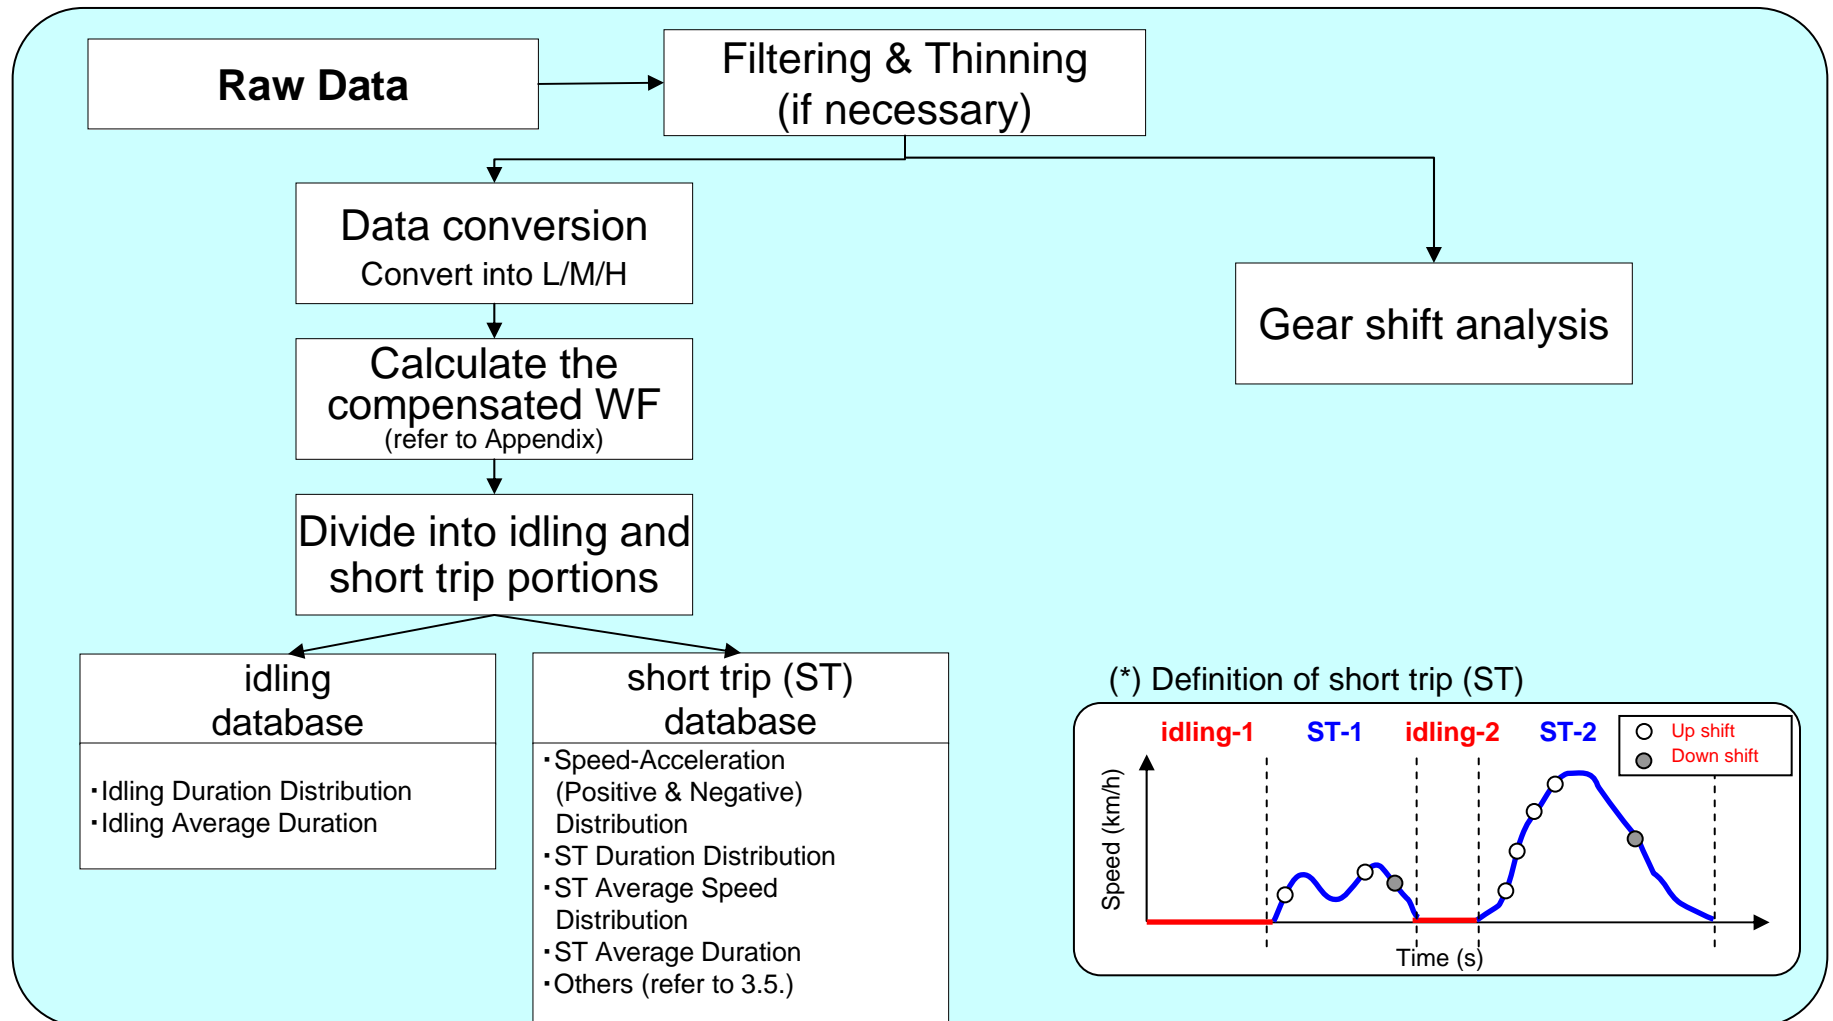 Raw Data
Filtering & Thinning
(if necessary)
Data conversion
Convert into L/M/H
Gear shift analysis
Calculate the
compensated WF
(refer to Appendix)
Divide into idling and
short trip portions
idling
database
・Idling Duration Distribution
・Idling Average Duration
short trip (ST)
database
・Speed-Acceleration
(Positive & Negative)
Distribution
・ST Duration Distribution
・ST Average Speed
Distribution
・ST Average Duration
・Others (refer to 3.5.)
(*) Definition of short trip (ST)
idling-1
ST-1
idling-2
ST-2
Up shift
Down shift
Speed (km/h)
Time (s)